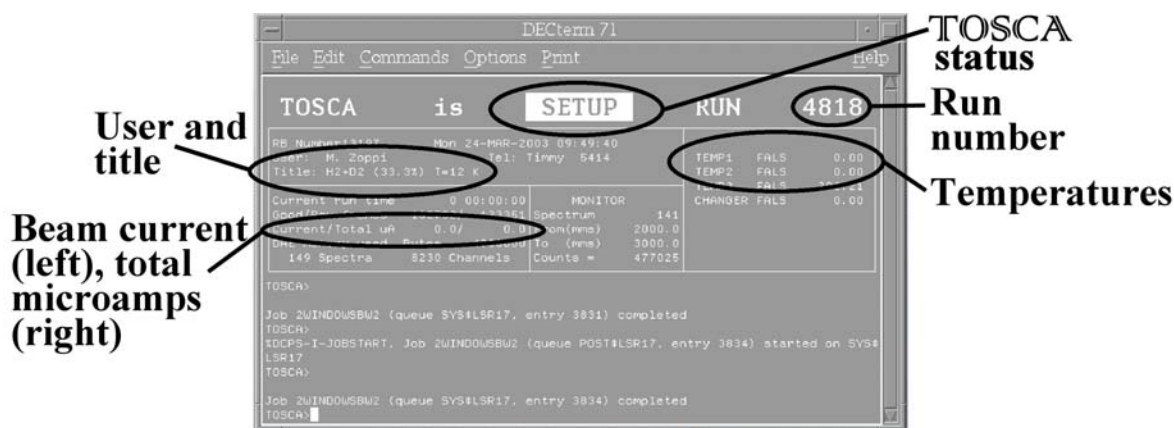 DECterm 71
File Edit Commands Options Print Help
TOSCA is SETUP RUN 4818
TOSCA
status
Run
number
Temperatures
User and
title
Beam current
(left), total
microamps
(right)
Mon 24-MAR-2003 09:49:40
User: M. Zoppi Tel: Timmy 5414
Title: H2+D2 (33.3%) T=12 K
Current run time 0 00:00:00
Current/Total uA 0.0/ 0.0
149 Spectra 8230 Channels
MONITOR
Spectrum 141
From(mms) 2000.0
To (mms) 3000.0
Counts = 477025
TEMP1 FALS 0.00
TEMP2 FALS 0.00
CHANGER FALS 0.00
TOSCA>
Job 2WINDOWSBW2 (queue SYS$LSR17, entry 3831) completed
TOSCA>
%DCPS-I-JOBSTART, Job 2WINDOWSBW2 (queue POST$LSR17, entry 3834) started on SYS$
LSR17
TOSCA>
Job 2WINDOWSBW2 (queue SYS$LSR17, entry 3834) completed
TOSCA>